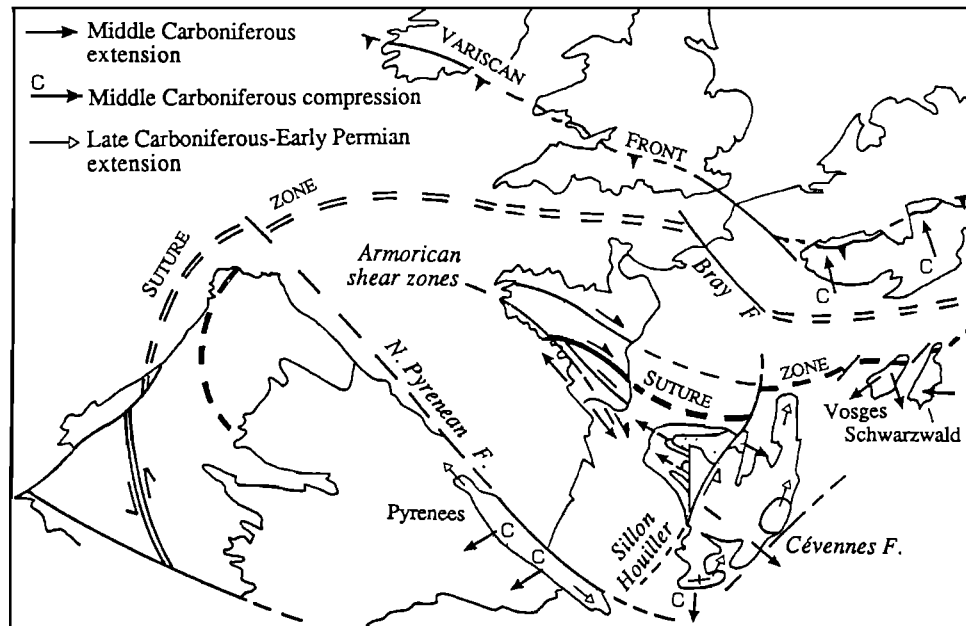 Middle Carboniferous
extension
C
Middle Carboniferous compression
Late Carboniferous-Early Permian
extension
VARISCAN
FRONT
ZONE
SUTURE
Armorican
shear zones
Bray F
C
C
N. Pyrenean F.
SUTURE
ZONE
Vosges
Schwarzwald
Pyrenees
C
C
Sillon
Houiller
Cévennes F.
C